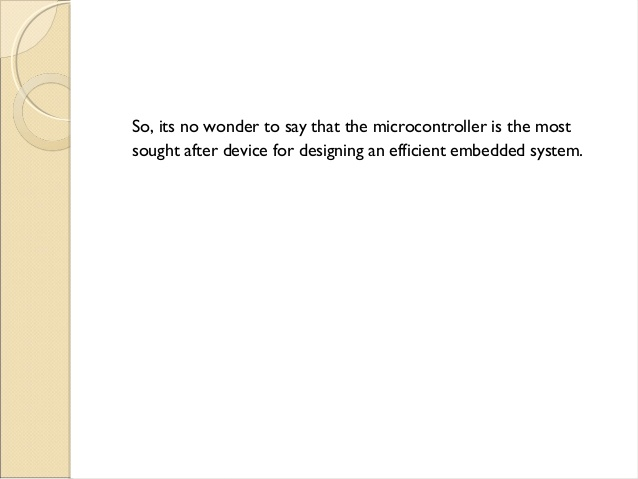 So, its no wonder to say that the microcontroller is the most
sought after device for designing an efficient embedded system.